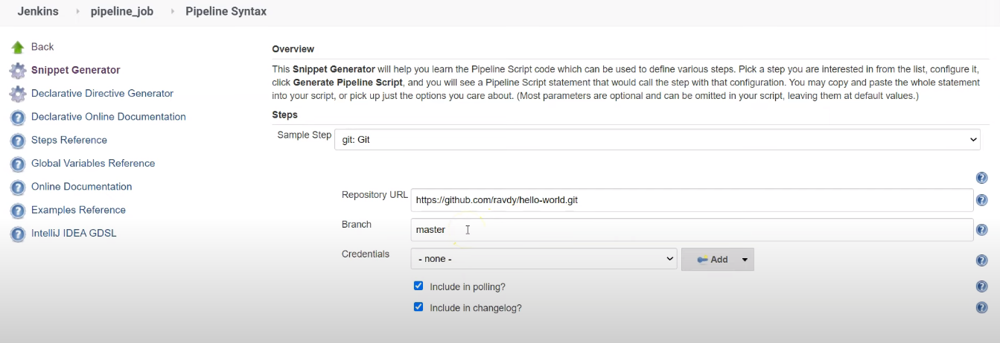 Jenkins pipeline_job Pipeline Syntax
Back
Snippet Generator
Declarative Directive Generator
Declarative Online Documentation
Steps Reference
Global Variables Reference
Online Documentation
Examples Reference
IntelliJ IDEA GDSL
Overview
This Snippet Generator will help you learn the Pipeline Script code which can be used to define various steps. Pick a step you are interested in from the list, configure it,
click Generate Pipeline Script, and you will see a Pipeline Script statement that would call the step with that configuration. You may copy and paste the whole statement
into your script, or pick up just the options you care about. (Most parameters are optional and can be omitted in your script, leaving them at default values.)
Steps
Sample Step git: Git
Repository URL https://github.com/ravdy/hello-world.git
Branch master
Credentials - none - Add
Include in polling?
Include in changelog?